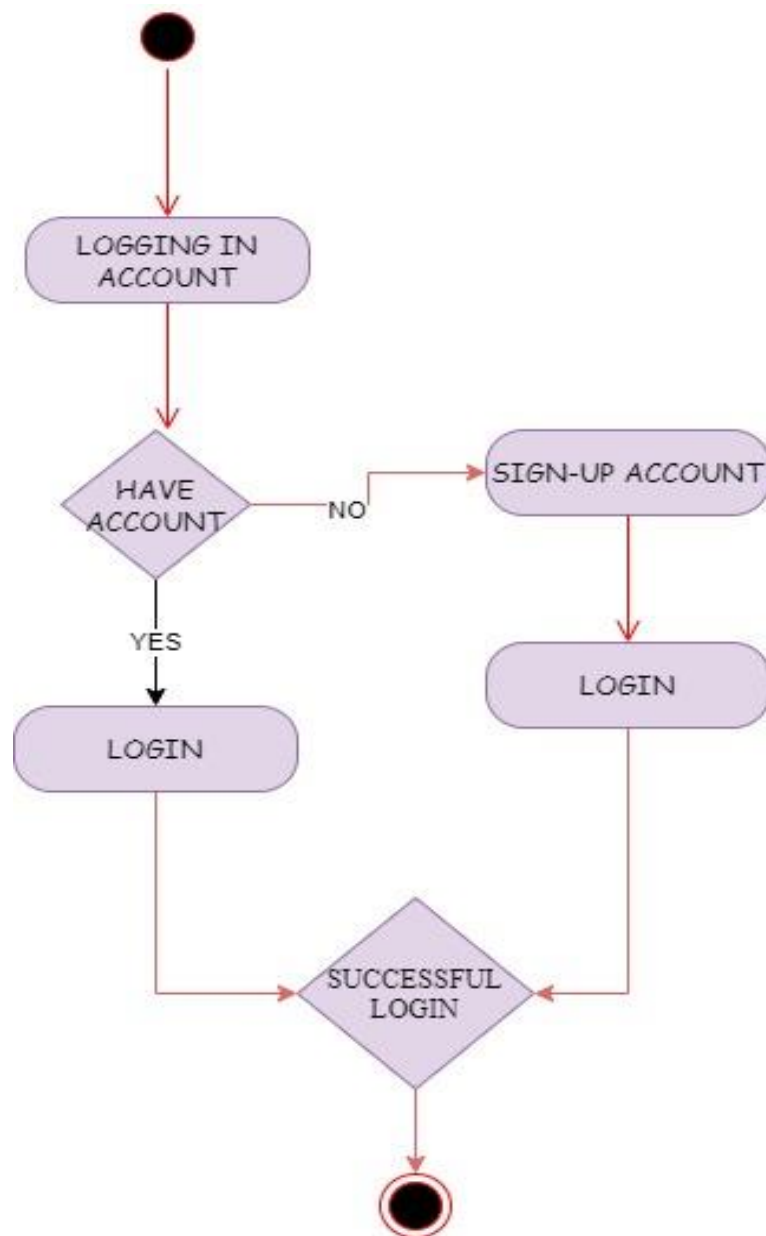 LOGGING IN
ACCOUNT
HAVE
ACCOUNT
NO
SIGN-UP ACCOUNT
YES
LOGIN
LOGIN
SUCCESSFUL
LOGIN